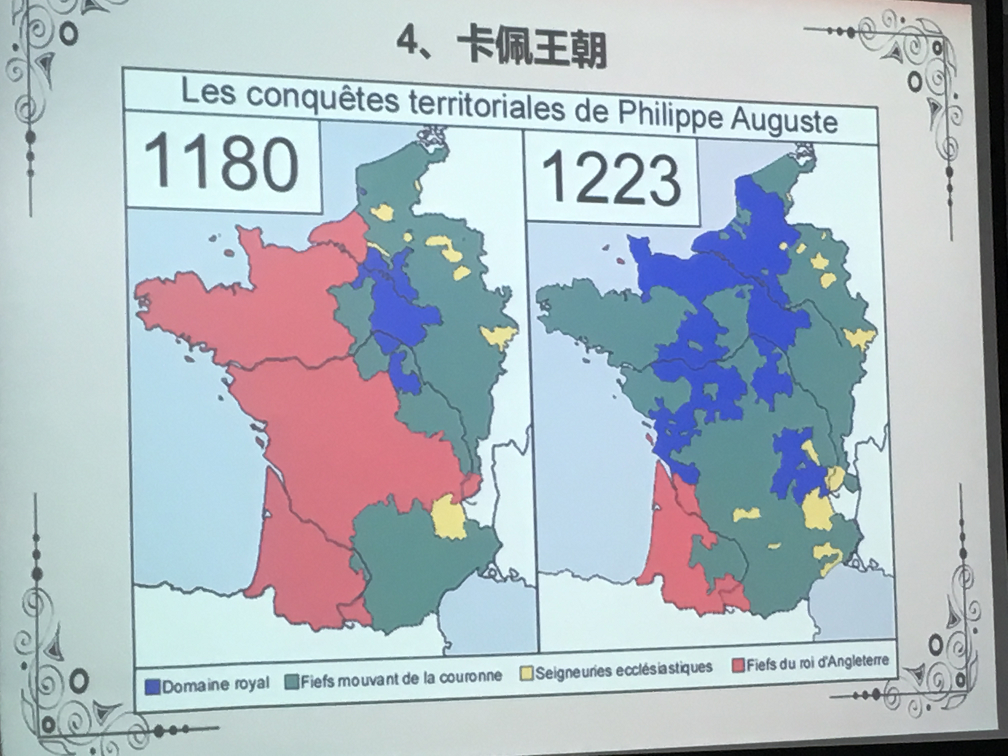 4、卡佩王朝
Les conquêtes territoriales de Philippe Auguste
1180
1223
Domaine royal Fiefs mouvant de la couronne Seigneuries ecclésiastiques Fiefs du roi d'Angleterre